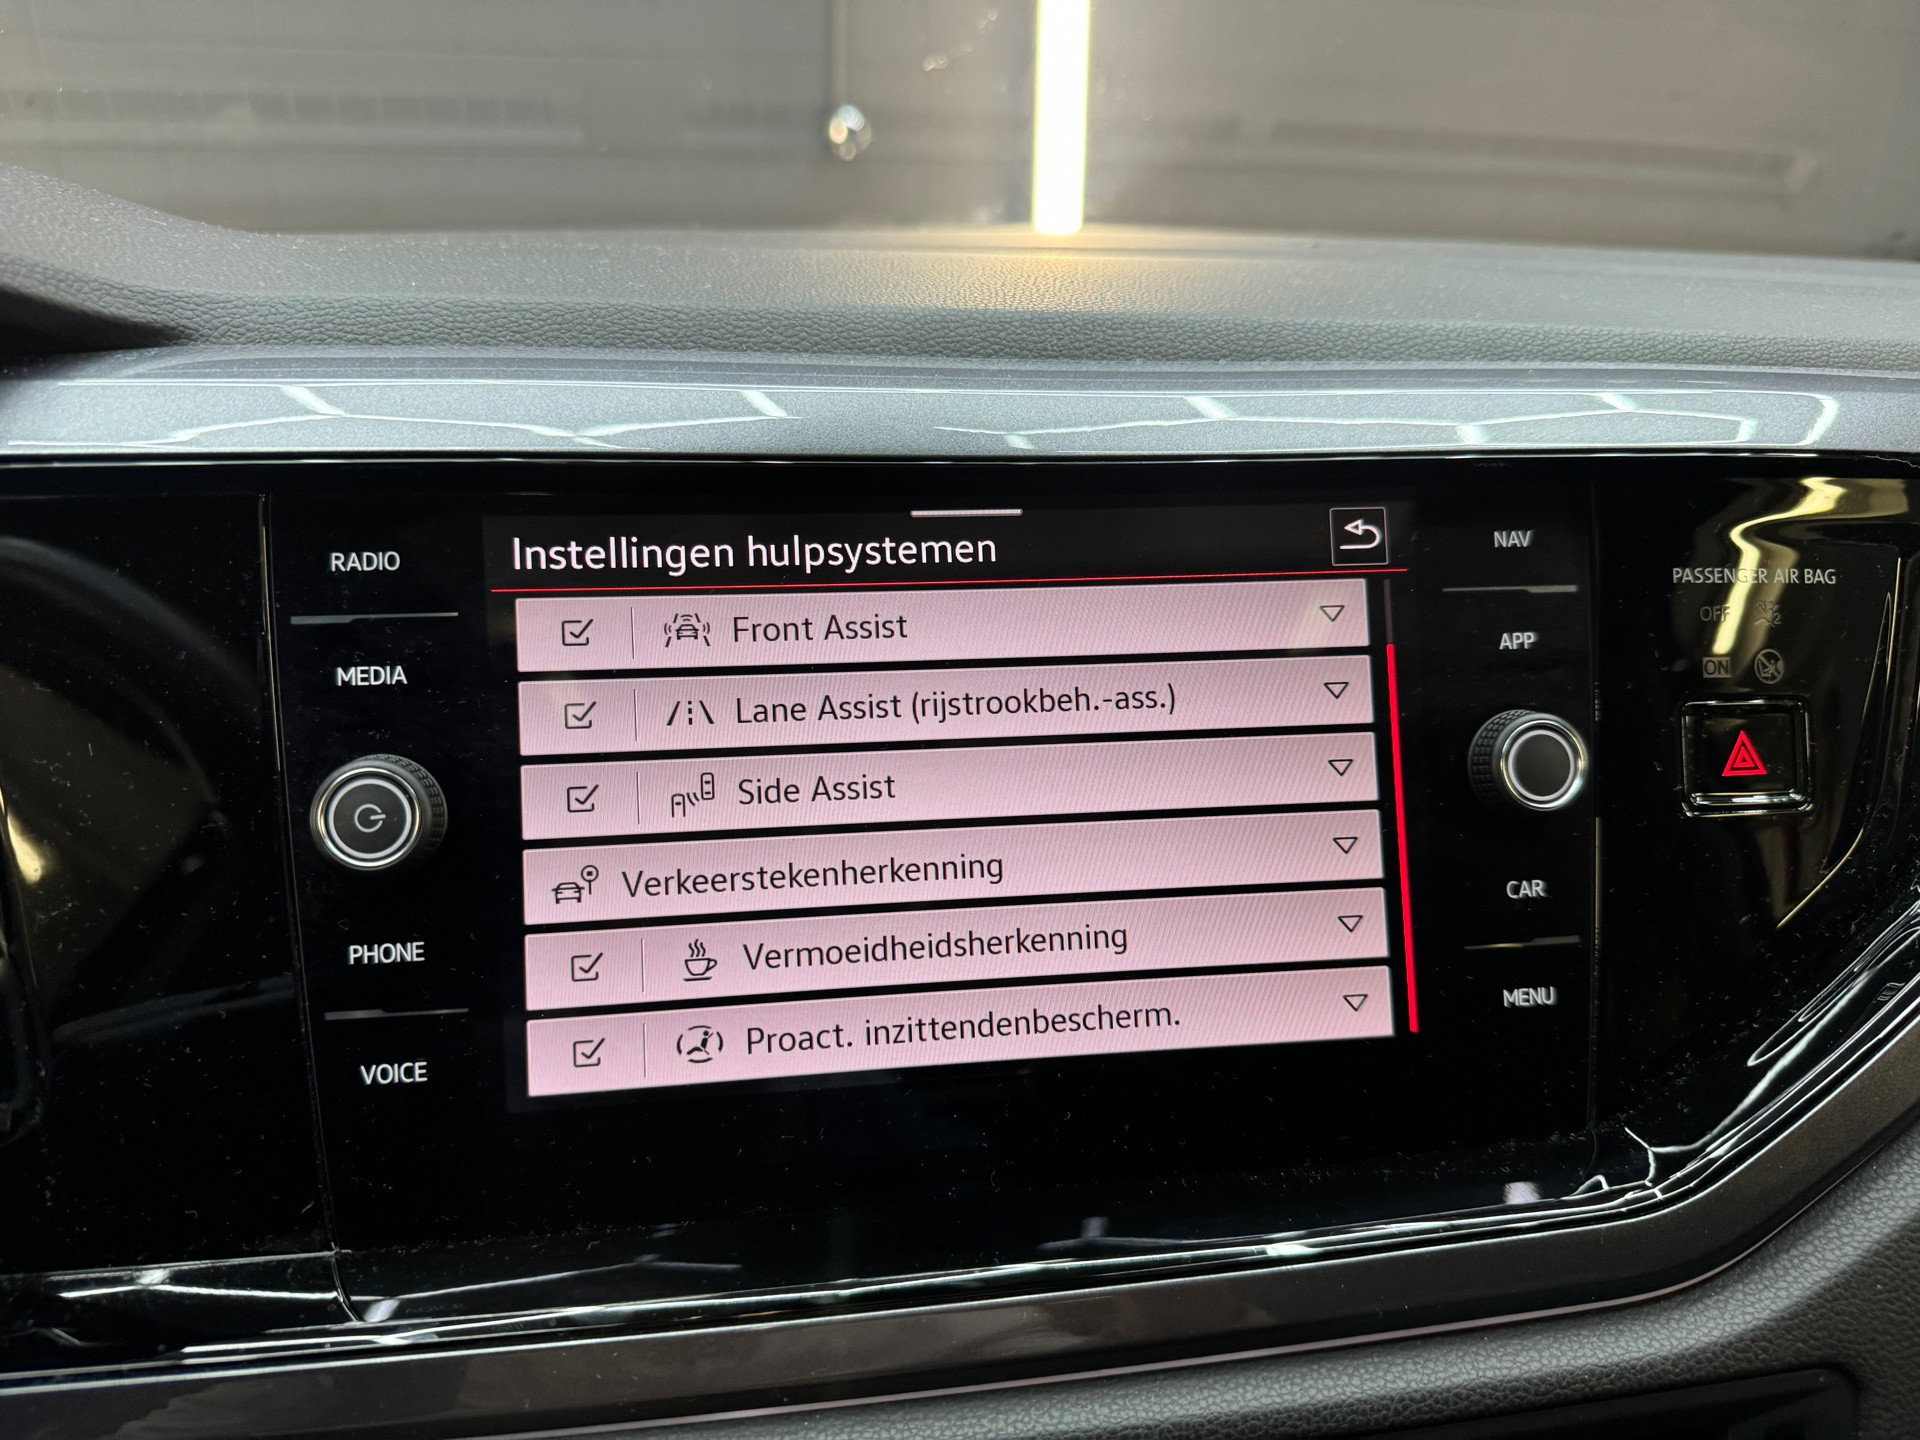 RADIO
MEDIA
PHONE
VOICE
Instellingen hulpsystemen
Front Assist
Lane Assist (rijstrookbeh.-ass.)
Side Assist
Verkeerstekenherkenning
Vermoeidheidsherkenning
Proact. inzittendenbescherm.
NAV
APP
CAR
MENU
PASSENGER AIR BAG
OFF
ON